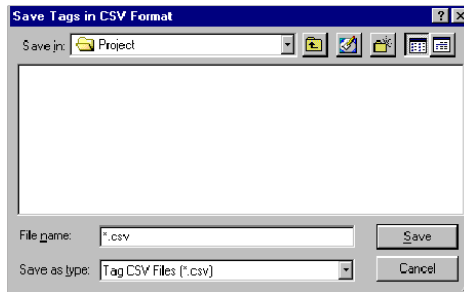 Save Tags in CSV Format
Save in: Project
File name: *.csv Save
Save as type: Tag CSV Files (*.csv) Cancel